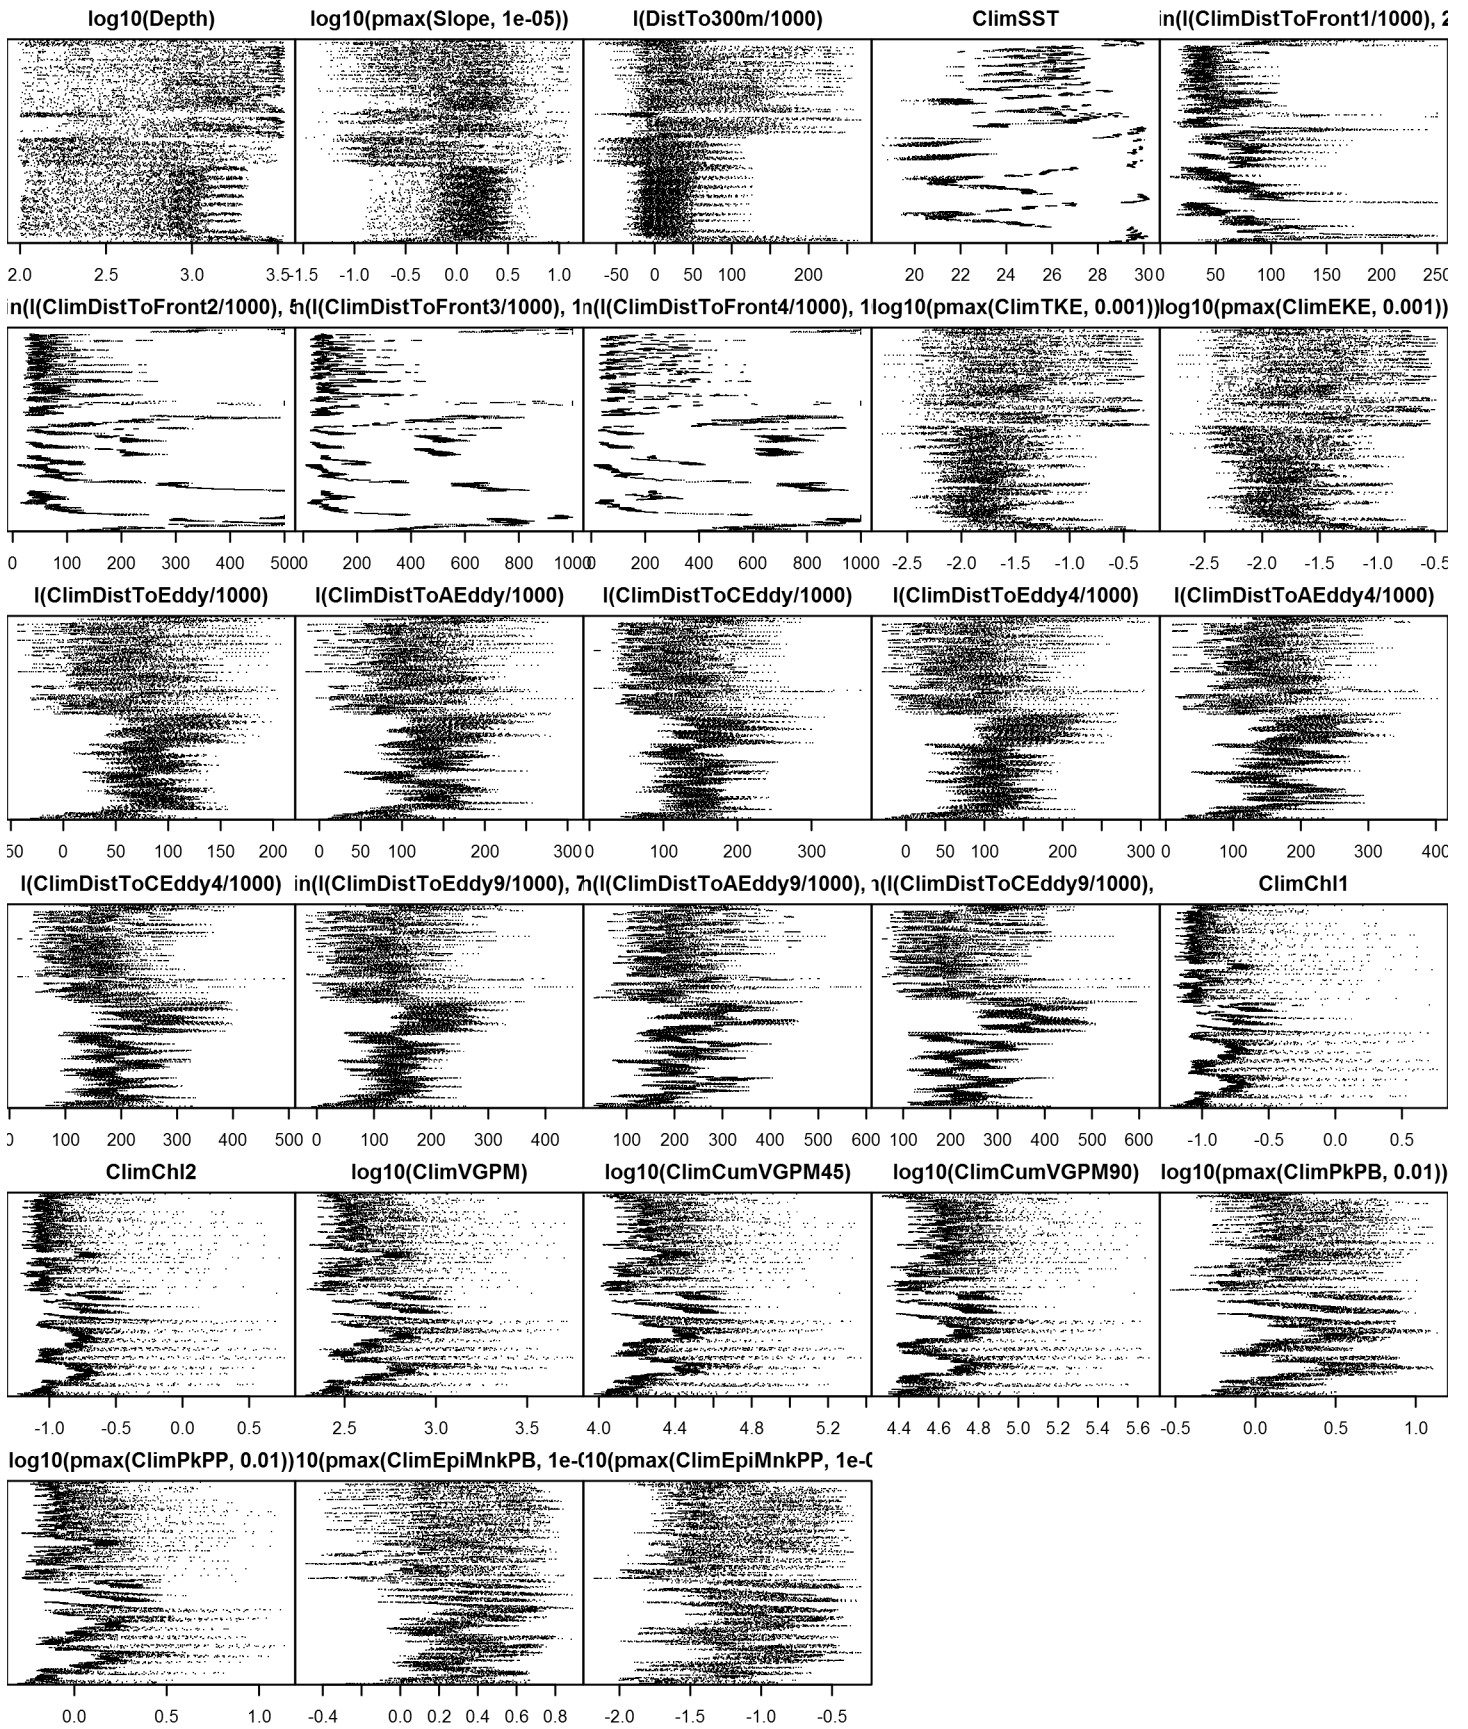 log10(Depth) log10(pmax(Slope, 1e-05)) I(DistTo300m/1000) ClimSST in(I(ClimDistToFront1/1000), 2
2.0 2.5 3.0 3.5 -1.5 -1.0 -0.5 0.0 0.5 1.0 -50 0 50 100 200 20 22 24 26 28 30 0 50 100 150 200 250
in(I(ClimDistToFront2/1000), 5 n(I(ClimDistToFront3/1000), 1 n(I(ClimDistToFront4/1000), 1 log10(pmax(ClimTKE, 0.001)) log10(pmax(ClimEKE, 0.001))
0 100 200 300 400 500 0 200 400 600 800 1000 0 200 400 600 800 1000 -2.5 -2.0 -1.5 -1.0 -0.5 -2.5 -2.0 -1.5 -1.0 -0.5
I(ClimDistToEddy/1000) I(ClimDistToAEddy/1000) I(ClimDistToCEddy/1000) I(ClimDistToEddy4/1000) I(ClimDistToAEddy4/1000)
50 0 50 100 150 200 0 50 100 200 300 0 100 200 300 0 50 100 200 300 0 100 200 300 400
I(ClimDistToCEddy4/1000) in(I(ClimDistToEddy9/1000), 7 n(I(ClimDistToAEddy9/1000), n(I(ClimDistToCEddy9/1000), ClimChl1
0 100 200 300 400 500 0 100 200 300 400 100 200 300 400 500 600 100 200 300 400 500 600 -1.0 -0.5 0.0 0.5
ClimChl2 log10(ClimVGPM) log10(ClimCumVGPM45) log10(ClimCumVGPM90) log10(pmax(ClimPkPB, 0.01))
-1.0 -0.5 0.0 0.5 2.5 3.0 3.5 4.0 4.4 4.8 5.2 4.4 4.6 4.8 5.0 5.2 5.4 5.6 -0.5 0.0 0.5 1.0
log10(pmax(ClimPkPP, 0.01)) 10(pmax(ClimEpiMnkPB, 1e-0 10(pmax(ClimEpiMnkPP, 1e-0
0.0 0.5 1.0 -0.4 0.0 0.2 0.4 0.6 0.8 -2.0 -1.5 -1.0 -0.5